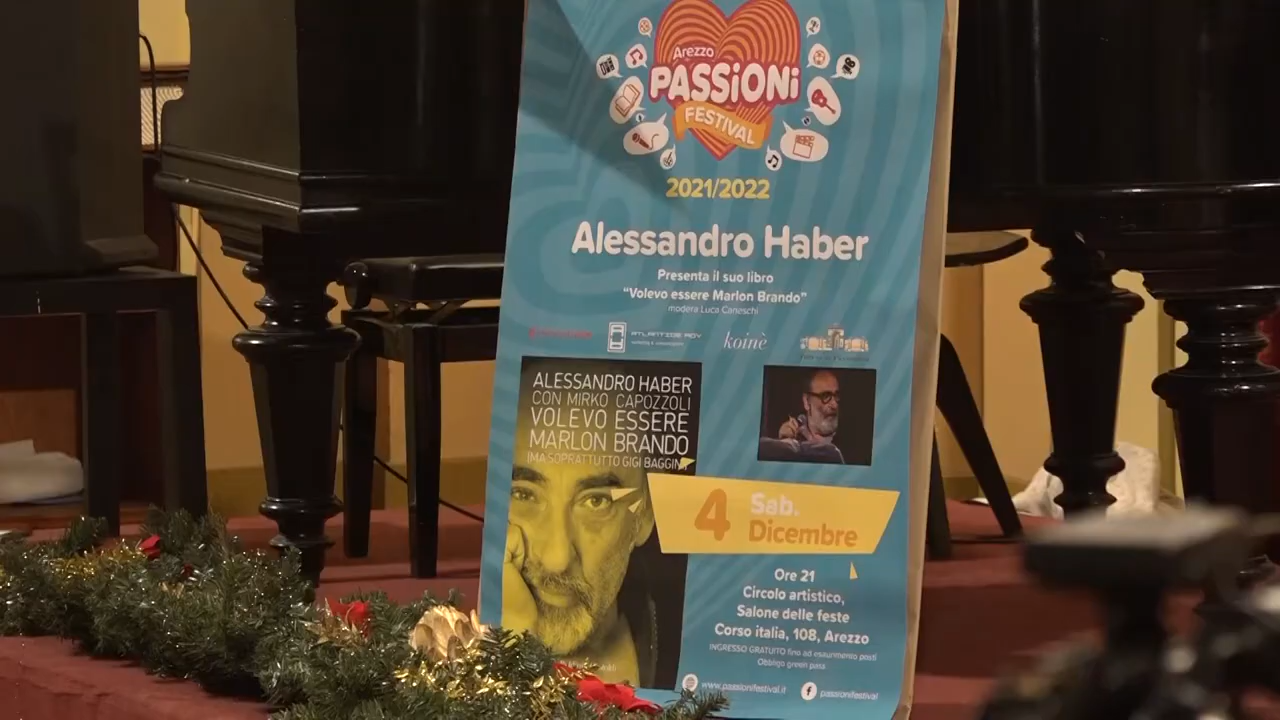 Arezzo
PASSiONi
FESTIVAL
2021/2022
Alessandro Haber
Presenta il suo libro
“Volevo essere Marlon Brando”
modera Luca Caneschi
ATLANTIDE ADV
koinè
ALESSANDRO HABER
CON MIRKO CAPOZZOLI
VOLEVO ESSERE
MARLON BRANDO
(MA SOPRATTUTTO GIGI BAGGINI)
4 Sab.
Dicembre
Ore 21
Circolo artistico,
Salone delle feste
Corso italia, 108, Arezzo
INGRESSO GRATUITO fino ad esaurimento posti
Obbligo green pass
www.passionifestival.it
passionifestival